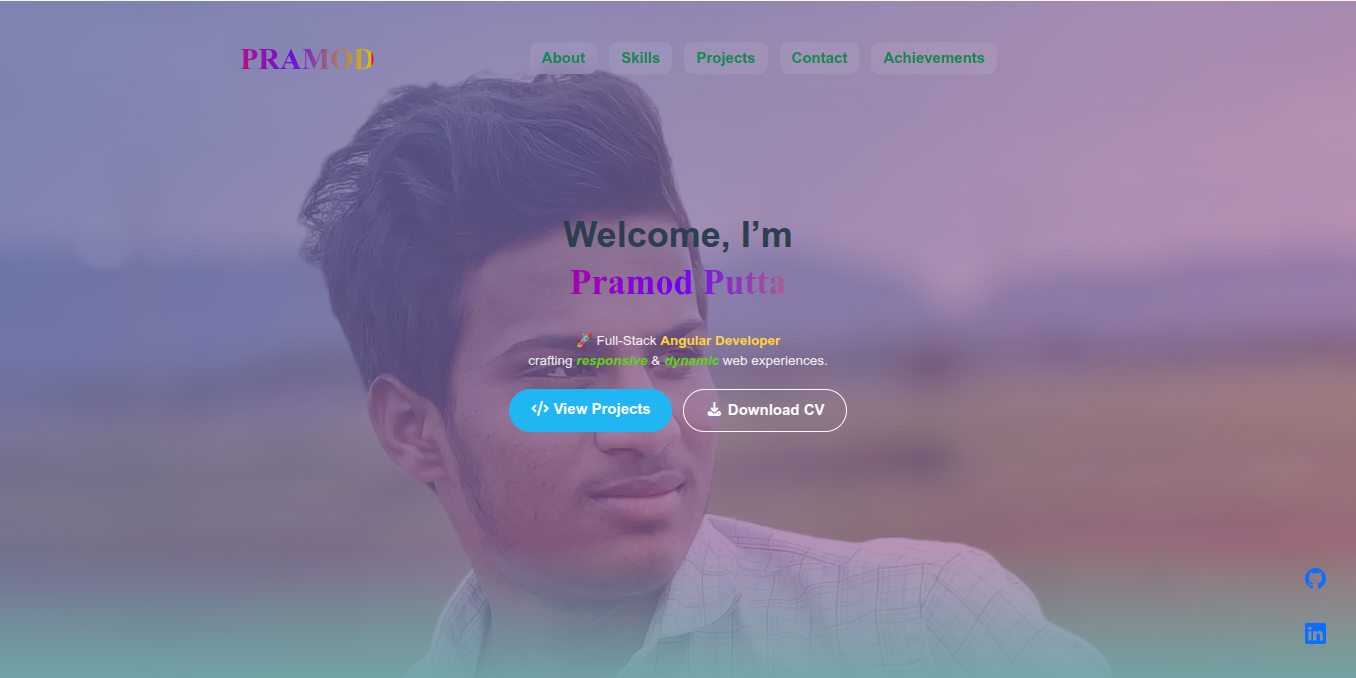 PRAMOD
About
Skills
Projects
Contact
Achievements
Welcome, I’m
Pramod Putta
🚀 Full-Stack Angular Developer
crafting responsive & dynamic web experiences.
</> View Projects
Download CV
in